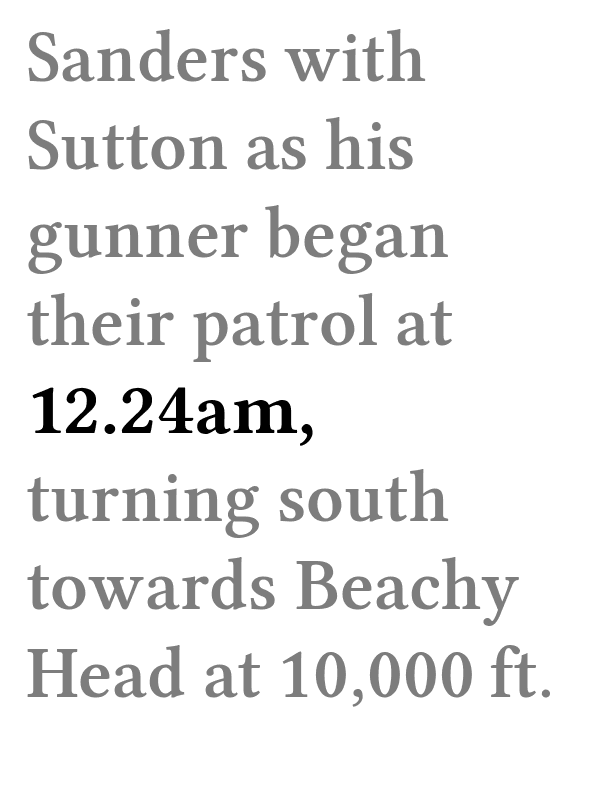 Sanders with
Sutton as his
gunner began
their patrol at
12.24am,
turning south
towards Beachy
Head at 10,000 ft.